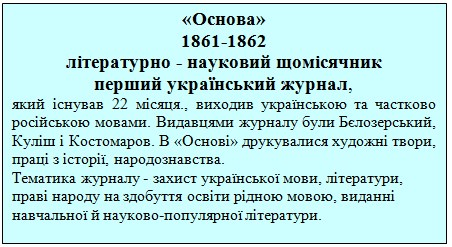 «Основа»
1861-1862
літературно - науковий щомісячник
перший український журнал,
який існував 22 місяця., виходив українською та частково
російською мовами. Видавцями журналу були Бєлозерський,
Куліш і Костомаров. В «Основі» друкувалися художні твори,
праці з історії, народознавства.
Тематика журналу - захист української мови, літератури,
праві народу на здобуття освіти рідною мовою, виданні
навчальної й науково-популярної літератури.